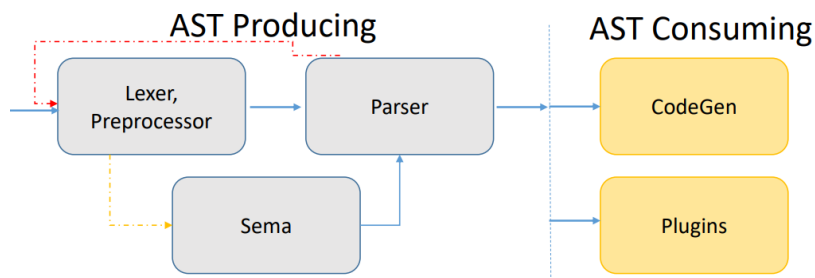 AST Producing
AST Consuming
Lexer,
Preprocessor
Parser
CodeGen
Sema
Plugins